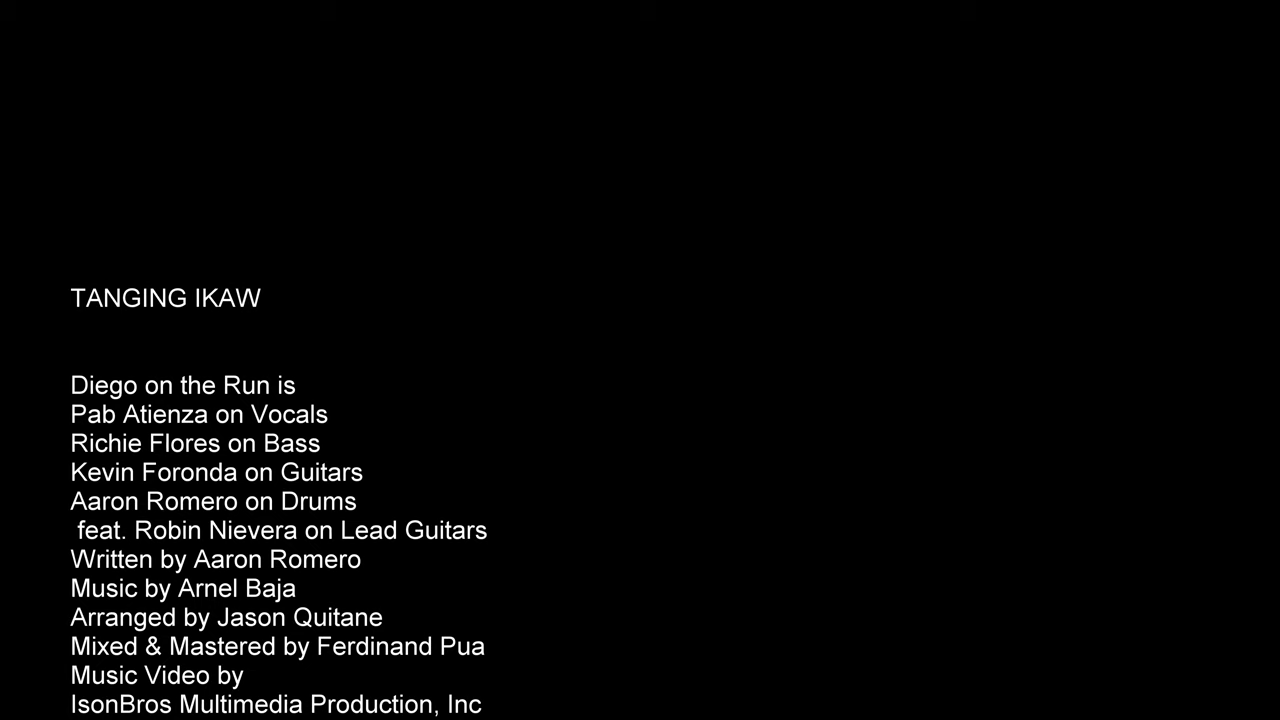 TANGING IKAW
Diego on the Run is
Pab Atienza on Vocals
Richie Flores on Bass
Kevin Foronda on Guitars
Aaron Romero on Drums
feat. Robin Nievera on Lead Guitars
Written by Aaron Romero
Music by Arnel Baja
Arranged by Jason Quitane
Mixed & Mastered by Ferdinand Pua
Music Video by
IsonBros Multimedia Production, Inc